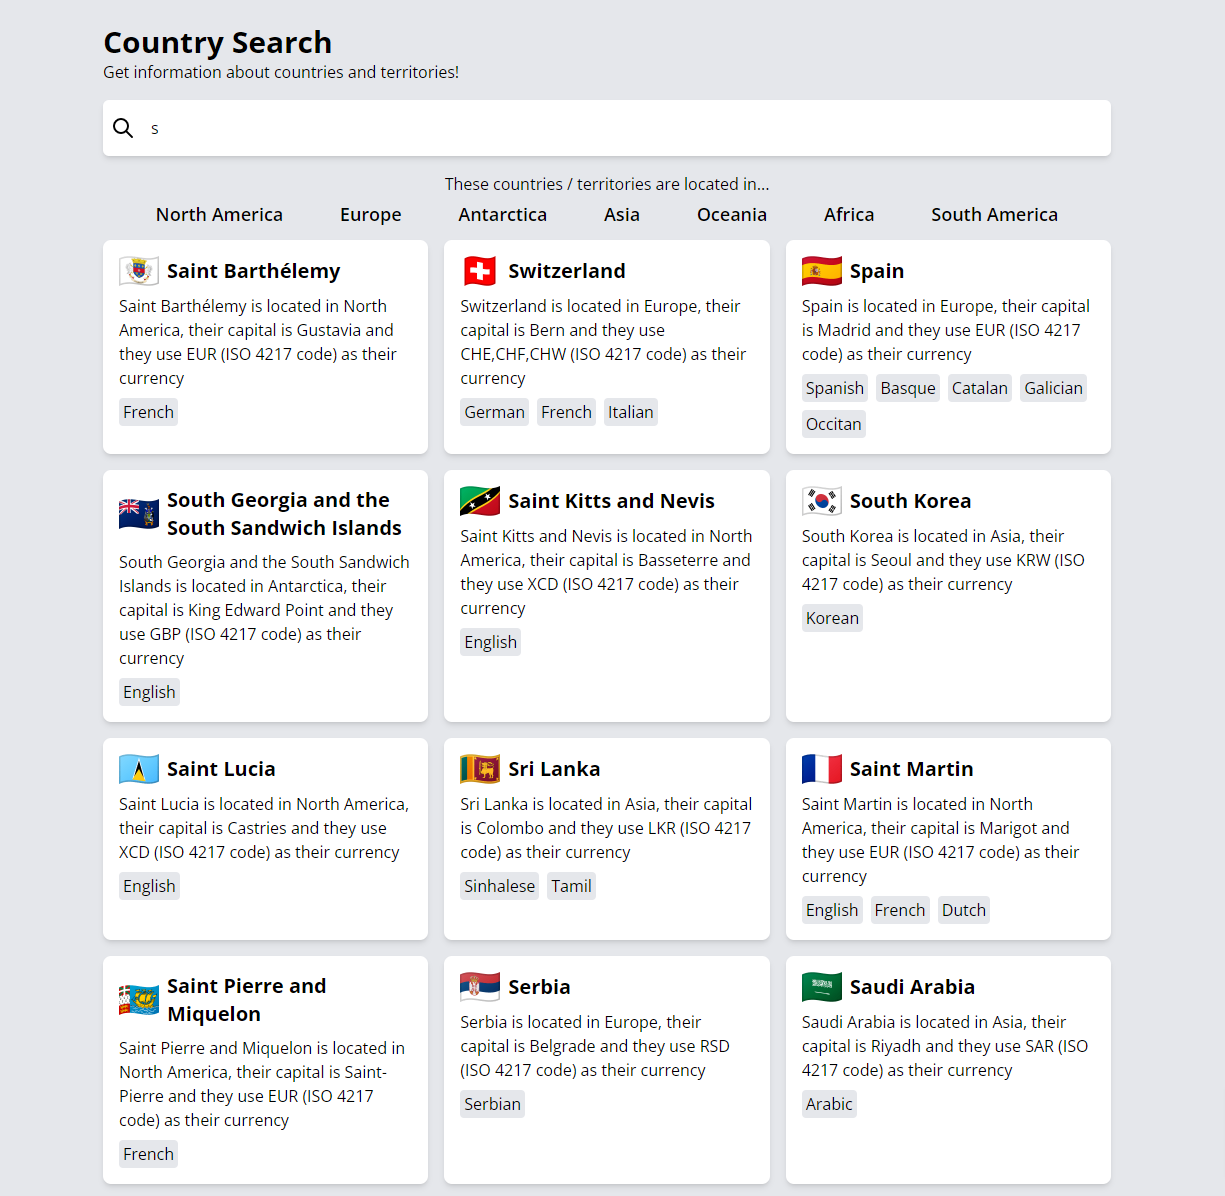 Country Search
Get information about countries and territories!
s
These countries / territories are located in...
North America Europe Antarctica Asia Oceania Africa South America
Saint Barthélemy
Saint Barthélemy is located in North
America, their capital is Gustavia and
they use EUR (ISO 4217 code) as their
currency
French
Switzerland
Switzerland is located in Europe, their
capital is Bern and they use
CHE,CHF,CHW (ISO 4217 code) as their
currency
German French Italian
Spain
Spain is located in Europe, their capital
is Madrid and they use EUR (ISO 4217
code) as their currency
Spanish Basque Catalan Galician
Occitan
South Georgia and the
South Sandwich Islands
South Georgia and the South Sandwich
Islands is located in Antarctica, their
capital is King Edward Point and they
use GBP (ISO 4217 code) as their
currency
English
Saint Kitts and Nevis
Saint Kitts and Nevis is located in North
America, their capital is Basseterre and
they use XCD (ISO 4217 code) as their
currency
English
South Korea
South Korea is located in Asia, their
capital is Seoul and they use KRW (ISO
4217 code) as their currency
Korean
Saint Lucia
Saint Lucia is located in North America,
their capital is Castries and they use
XCD (ISO 4217 code) as their currency
English
Sri Lanka
Sri Lanka is located in Asia, their capital
is Colombo and they use LKR (ISO 4217
code) as their currency
Sinhalese Tamil
Saint Martin
Saint Martin is located in North
America, their capital is Marigot and
they use EUR (ISO 4217 code) as their
currency
English French Dutch
Saint Pierre and
Miquelon
Saint Pierre and Miquelon is located in
North America, their capital is Saint-
Pierre and they use EUR (ISO 4217
code) as their currency
French
Serbia
Serbia is located in Europe, their
capital is Belgrade and they use RSD
(ISO 4217 code) as their currency
Serbian
Saudi Arabia
Saudi Arabia is located in Asia, their
capital is Riyadh and they use SAR (ISO
4217 code) as their currency
Arabic